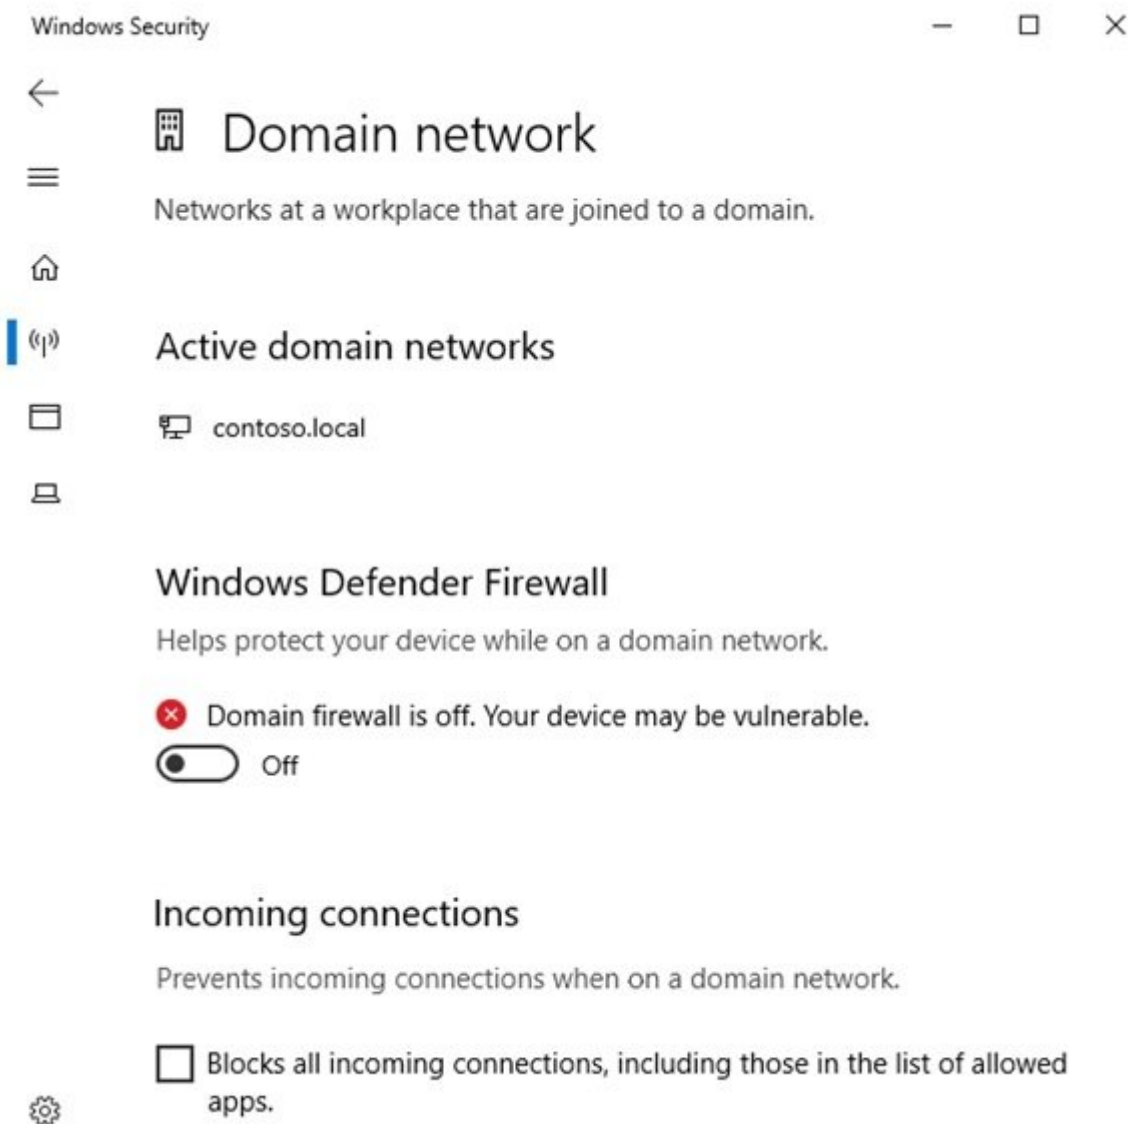 Windows Security
Domain network
Networks at a workplace that are joined to a domain.
Active domain networks
contoso.local
Windows Defender Firewall
Helps protect your device while on a domain network.
Domain firewall is off. Your device may be vulnerable.
Off
Incoming connections
Prevents incoming connections when on a domain network.
Blocks all incoming connections, including those in the list of allowed
apps.